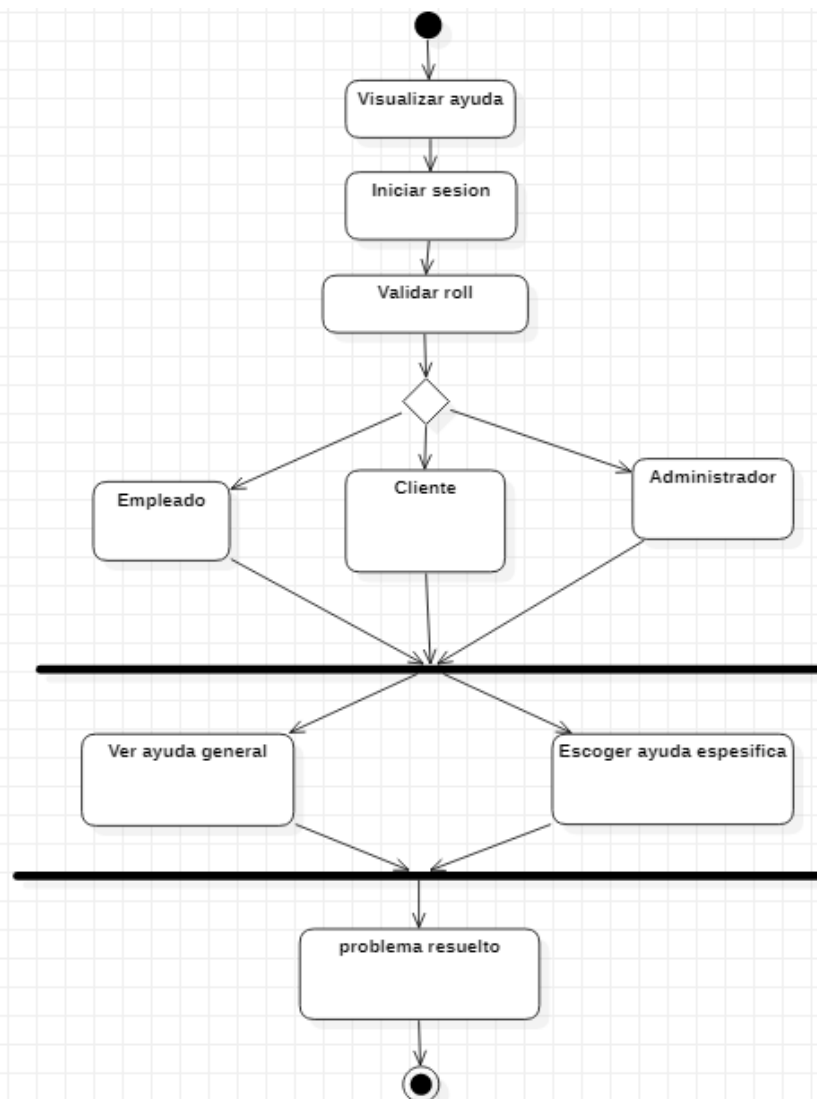 Visualizar ayuda
Iniciar sesion
Validar roll
Empleado
Cliente
Administrador
Ver ayuda general
Escoger ayuda espesifica
problema resuelto